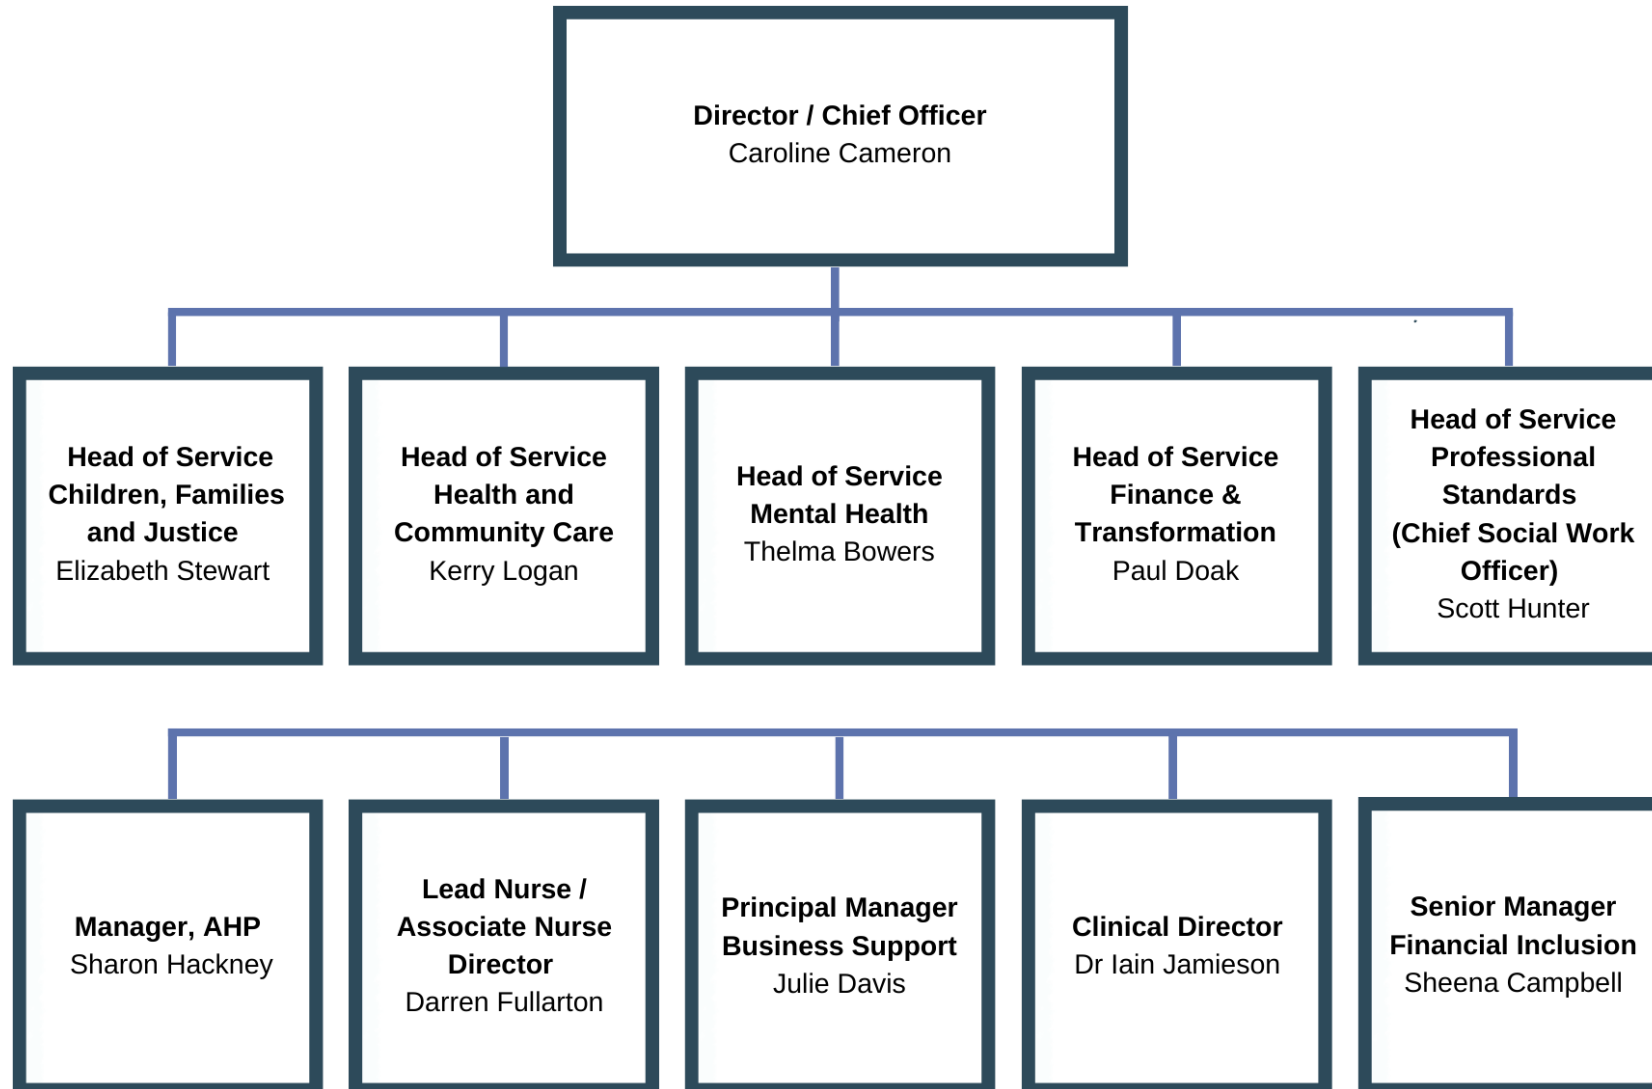 Director / Chief Officer
Caroline Cameron
Head of Service
Children, Families
and Justice
Elizabeth Stewart
Head of Service
Health and
Community Care
Kerry Logan
Head of Service
Mental Health
Thelma Bowers
Head of Service
Finance &
Transformation
Paul Doak
Head of Service
Professional
Standards
(Chief Social Work
Officer)
Scott Hunter
Manager, AHP
Sharon Hackney
Lead Nurse /
Associate Nurse
Director
Darren Fullarton
Principal Manager
Business Support
Julie Davis
Clinical Director
Dr Iain Jamieson
Senior Manager
Financial Inclusion
Sheena Campbell